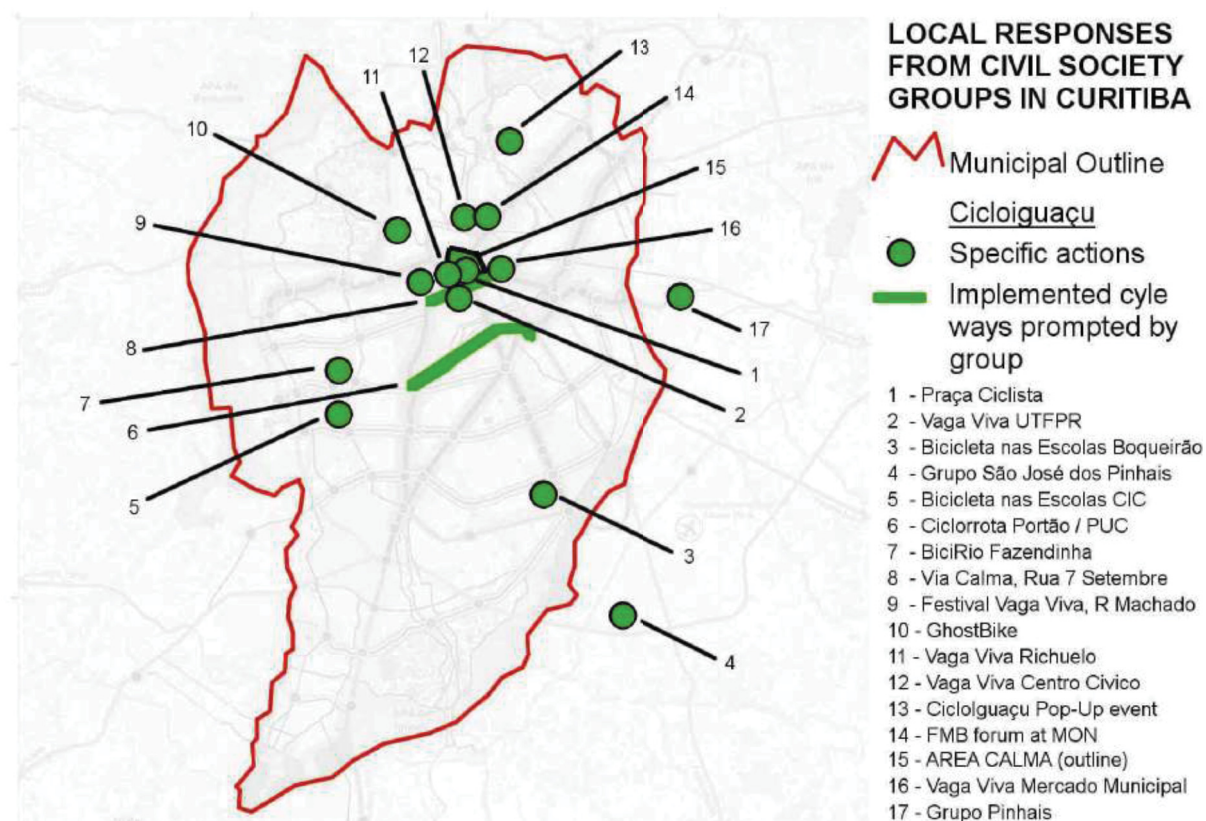 LOCAL RESPONSES
FROM CIVIL SOCIETY
GROUPS IN CURITIBA
Municipal Outline
Cicloiguaçu
Specific actions
Implemented cyle
ways prompted by
group
1 - Praça Ciclista
2 - Vaga Viva UTFPR
3 - Bicicleta nas Escolas Boqueirão
4 - Grupo São José dos Pinhais
5 - Bicicleta nas Escolas CIC
6 - Ciclorrota Portão / PUC
7 - BiciRio Fazendinha
8 - Via Calma, Rua 7 Setembre
9 - Festival Vaga Viva, R Machado
10 - GhostBike
11 - Vaga Viva Richuelo
12 - Vaga Viva Centro Civico
13 - CicloIguaçu Pop-Up event
14 - FMB forum at MON
15 - AREA CALMA (outline)
16 - Vaga Viva Mercado Municipal
17 - Grupo Pinhais
13
12
11
14
10
15
9
16
17
8
1
7
2
6
5
3
4